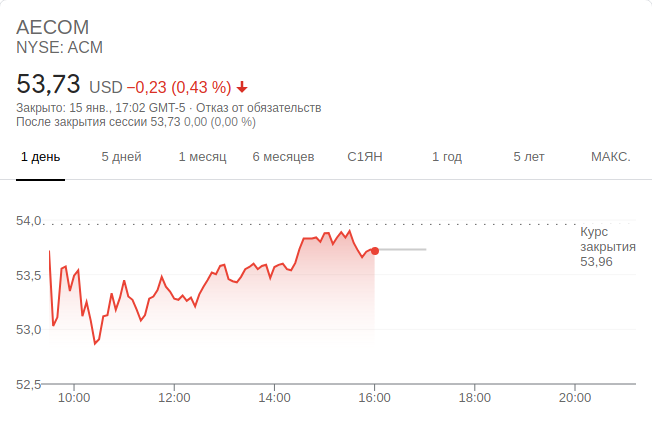 AECOM
NYSE: ACM
53,73 USD −0,23 (0,43 %)
Закрыто: 15 янв., 17:02 GMT-5 · Отказ от обязательств
После закрытия сессии 53,73 0,00 (0,00 %)
1 день 5 дней 1 месяц 6 месяцев С1ЯН 1 год 5 лет МАКС.
54,0
Курс
закрытия
53,96
53,5
53,0
52,5
10:00 12:00 14:00 16:00 18:00 20:00